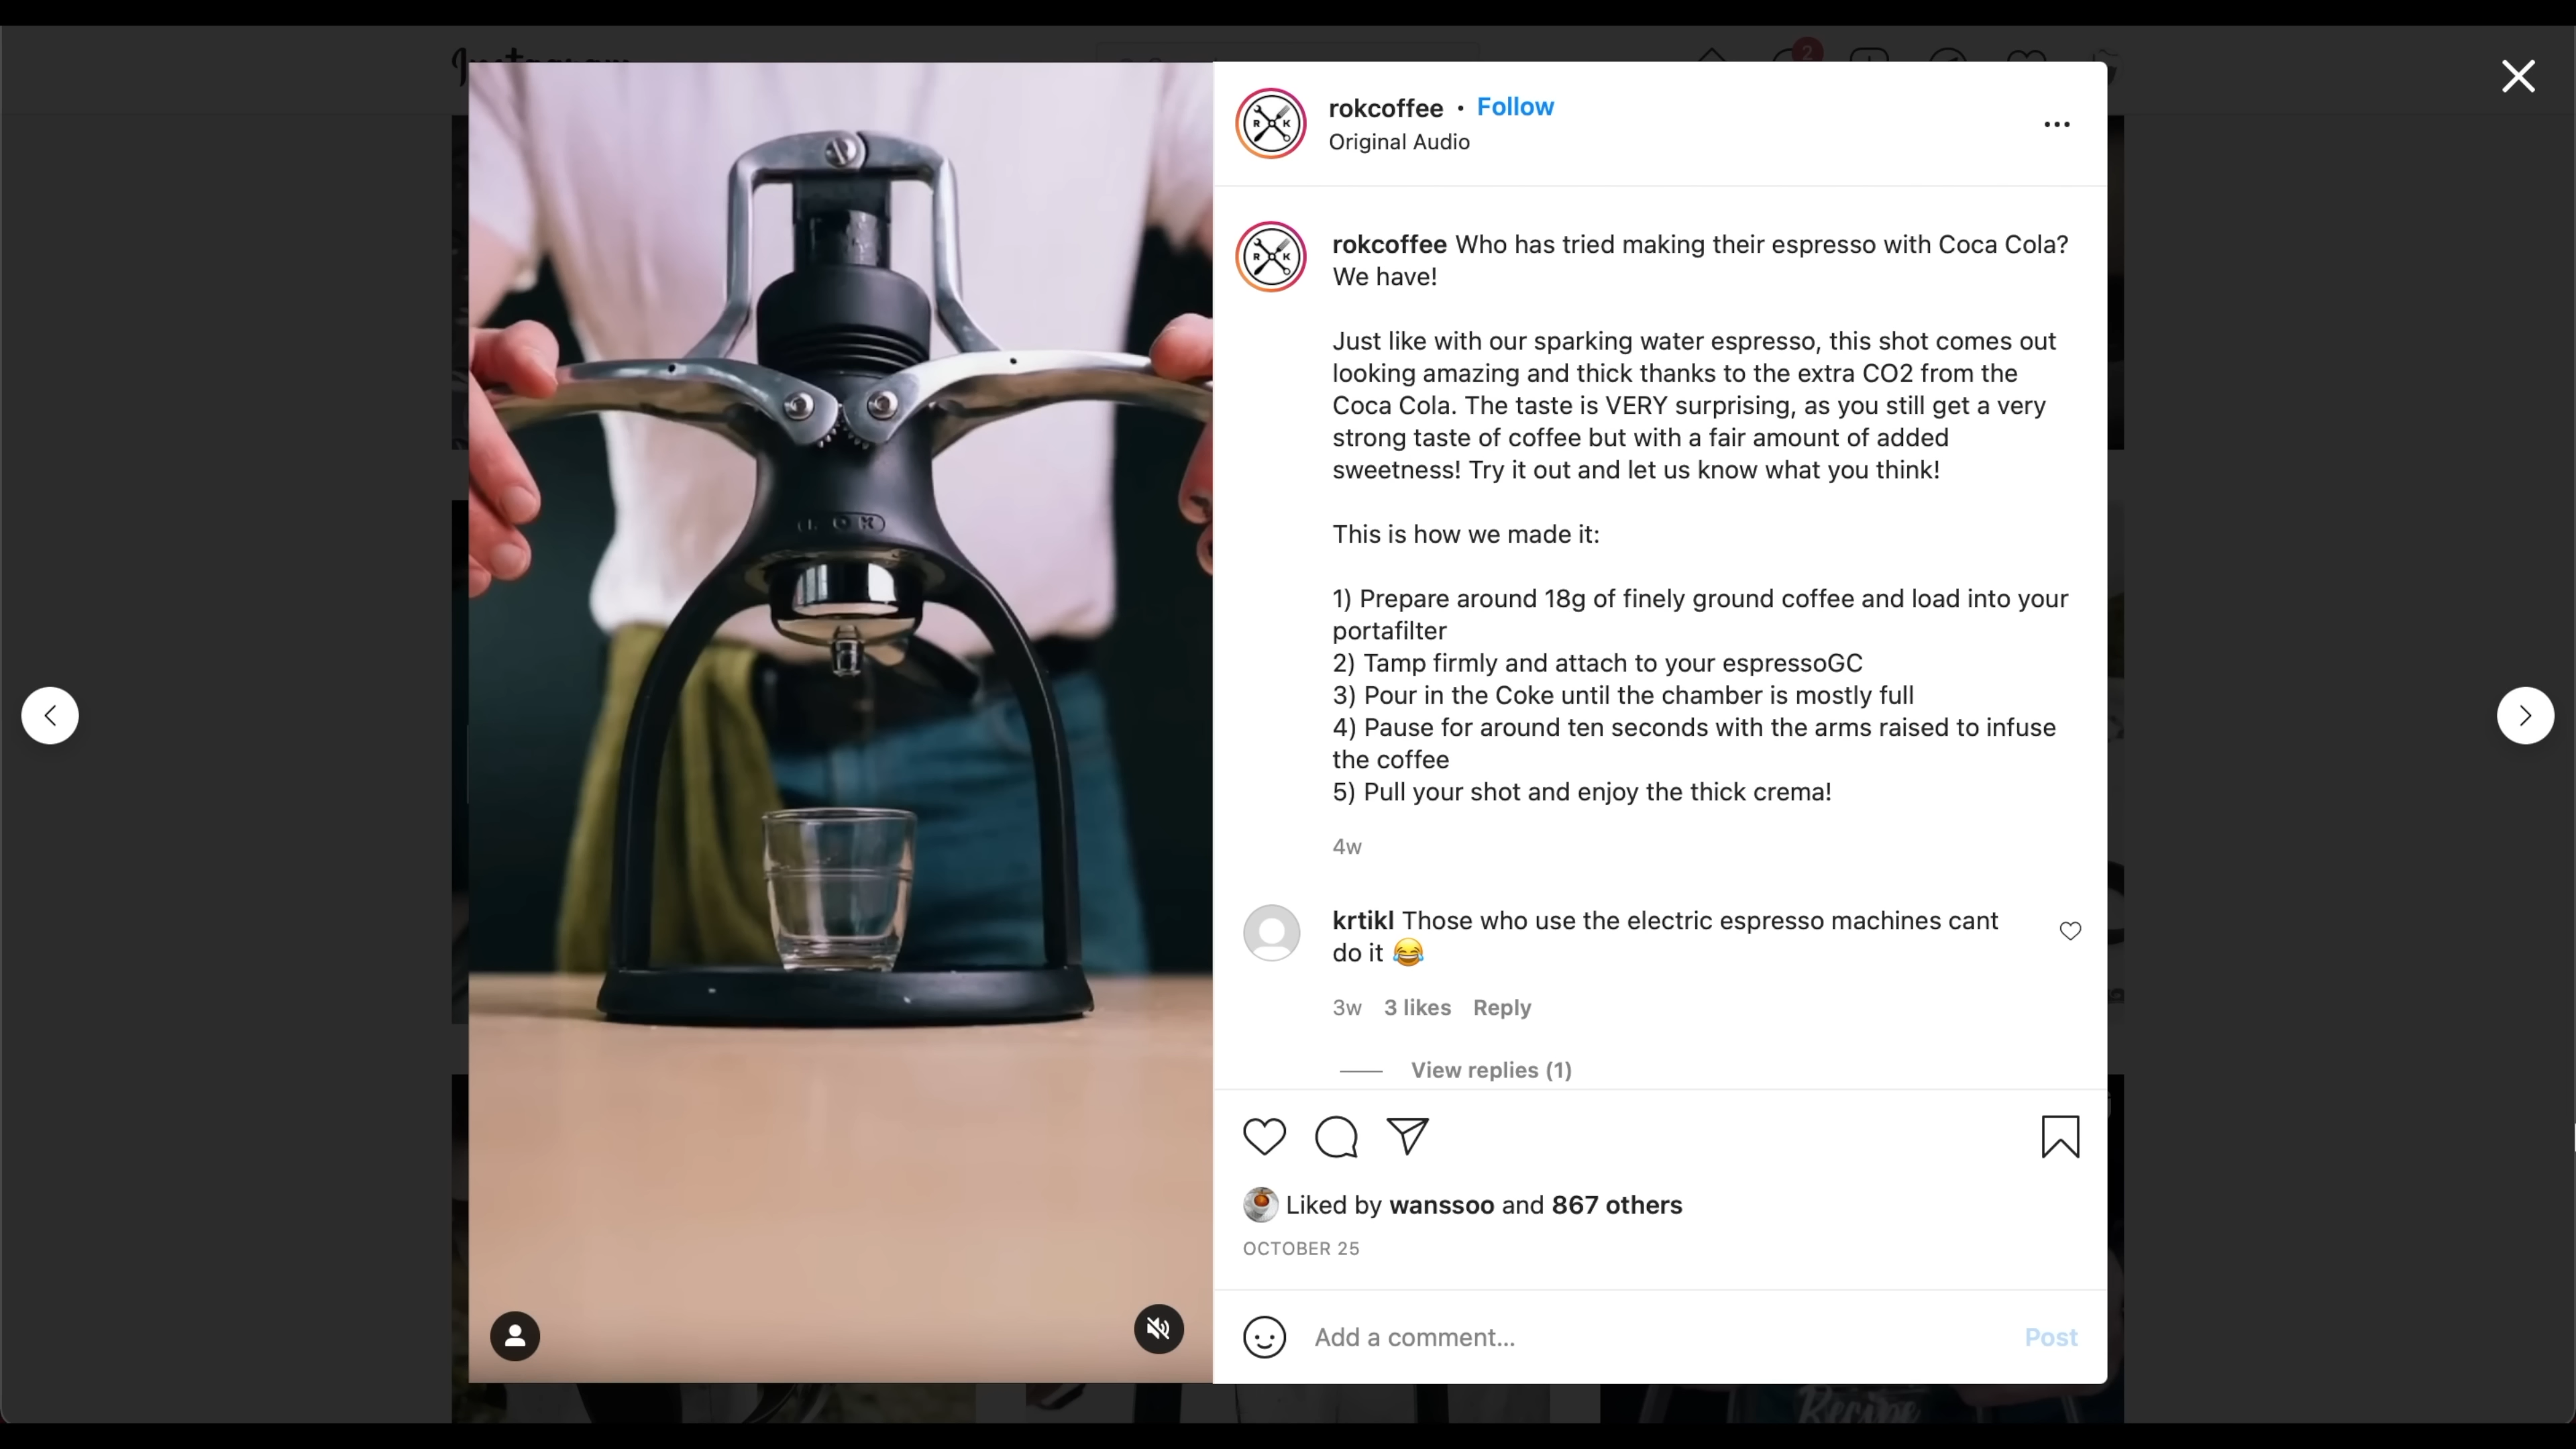 Instagram
2
rokcoffee • Follow
Original Audio
rokcoffee Who has tried making their espresso with Coca Cola?
We have!
Just like with our sparking water espresso, this shot comes out
looking amazing and thick thanks to the extra CO2 from the
Coca Cola. The taste is VERY surprising, as you still get a very
strong taste of coffee but with a fair amount of added
sweetness! Try it out and let us know what you think!
This is how we made it:
1) Prepare around 18g of finely ground coffee and load into your
portafilter
2) Tamp firmly and attach to your espressoGC
3) Pour in the Coke until the chamber is mostly full
4) Pause for around ten seconds with the arms raised to infuse
the coffee
5) Pull your shot and enjoy the thick crema!
4w
krtikl Those who use the electric espresso machines cant
do it 😂
3w 3 likes Reply
View replies (1)
Liked by wanssoo and 867 others
OCTOBER 25
Add a comment... Post
R O K
R K
R K
Recipe